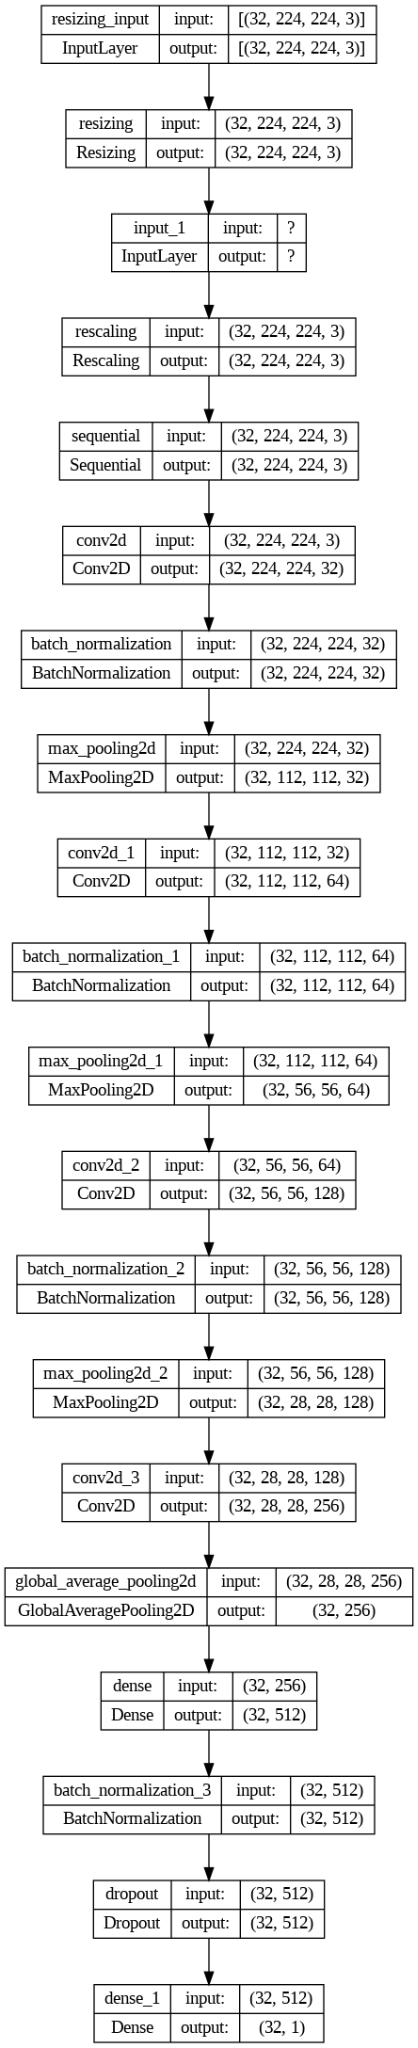 resizing_input input: [(32, 224, 224, 3)]
InputLayer output: [(32, 224, 224, 3)]
resizing input: (32, 224, 224, 3)
Resizing output: (32, 224, 224, 3)
input_1 input: ?
InputLayer output: ?
rescaling input: (32, 224, 224, 3)
Rescaling output: (32, 224, 224, 3)
sequential input: (32, 224, 224, 3)
Sequential output: (32, 224, 224, 3)
conv2d input: (32, 224, 224, 3)
Conv2D output: (32, 224, 224, 32)
batch_normalization input: (32, 224, 224, 32)
BatchNormalization output: (32, 224, 224, 32)
max_pooling2d input: (32, 224, 224, 32)
MaxPooling2D output: (32, 112, 112, 32)
conv2d_1 input: (32, 112, 112, 32)
Conv2D output: (32, 112, 112, 64)
batch_normalization_1 input: (32, 112, 112, 64)
BatchNormalization output: (32, 112, 112, 64)
max_pooling2d_1 input: (32, 112, 112, 64)
MaxPooling2D output: (32, 56, 56, 64)
conv2d_2 input: (32, 56, 56, 64)
Conv2D output: (32, 56, 56, 128)
batch_normalization_2 input: (32, 56, 56, 128)
BatchNormalization output: (32, 56, 56, 128)
max_pooling2d_2 input: (32, 56, 56, 128)
MaxPooling2D output: (32, 28, 28, 128)
conv2d_3 input: (32, 28, 28, 128)
Conv2D output: (32, 28, 28, 256)
global_average_pooling2d input: (32, 28, 28, 256)
GlobalAveragePooling2D output: (32, 256)
dense input: (32, 256)
Dense output: (32, 512)
batch_normalization_3 input: (32, 512)
BatchNormalization output: (32, 512)
dropout input: (32, 512)
Dropout output: (32, 512)
dense_1 input: (32, 512)
Dense output: (32, 1)